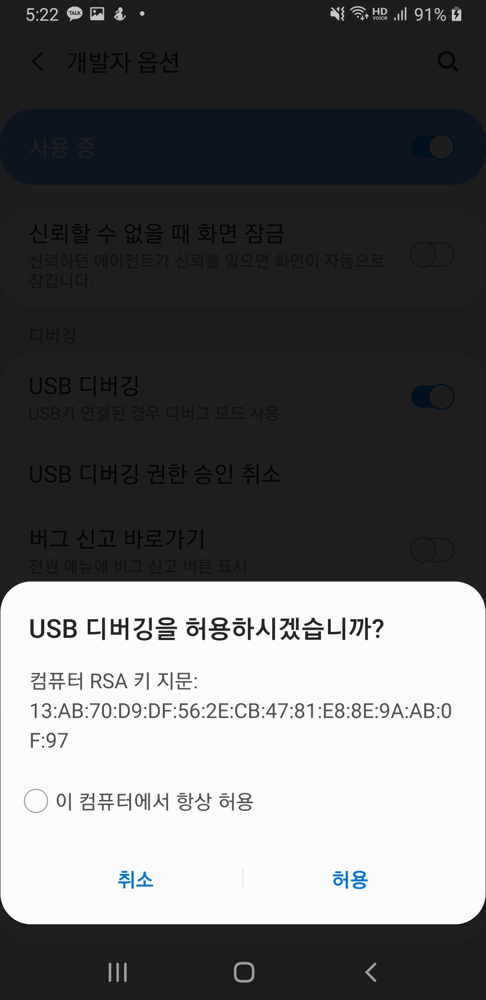 5:22 TALK HD voice 91%
개발자 옵션
사용 중
신뢰할 수 없을 때 화면 잠금
신뢰하던 에이전트가 신뢰를 잃으면 화면이 자동으로
잠깁니다.
디버깅
USB 디버깅
USB가 연결된 경우 디버그 모드 사용
USB 디버깅 권한 승인 취소
버그 신고 바로가기
전원 메뉴에 버그 신고 버튼 표시
USB 디버깅을 허용하시겠습니까?
컴퓨터 RSA 키 지문:
13:AB:70:D9:DF:56:2E:CB:47:81:E8:8E:9A:AB:0
F:97
이 컴퓨터에서 항상 허용
취소 허용